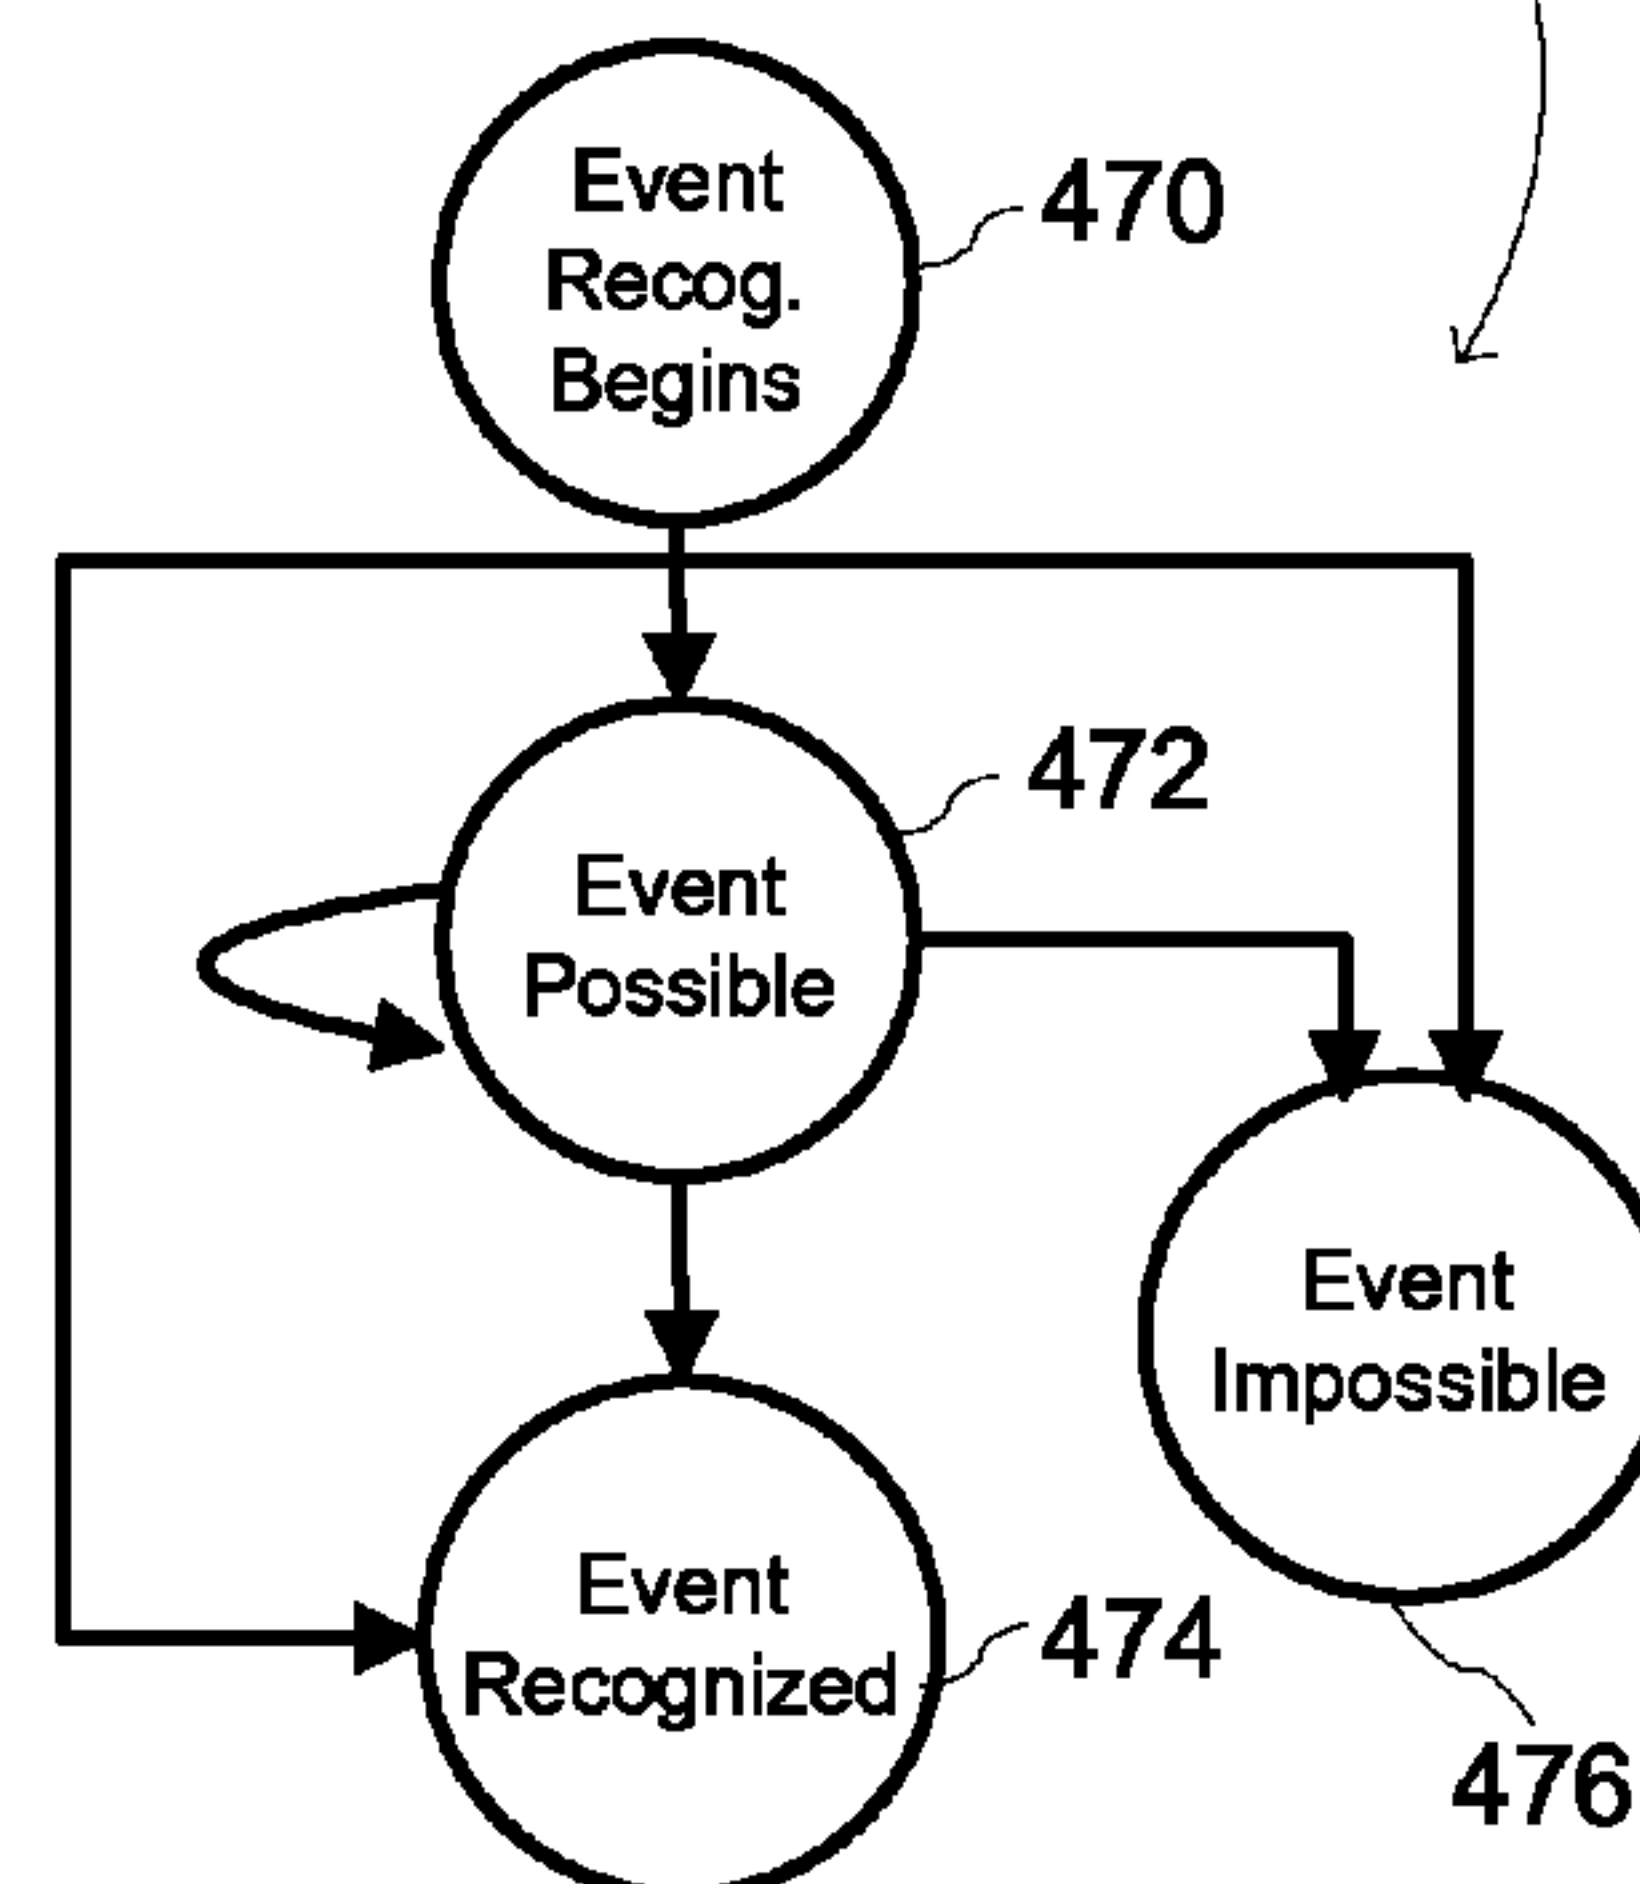 Event
Recog.
Begins
470
472
Event
Possible
Event
Impossible
Event
Recognized
474
476